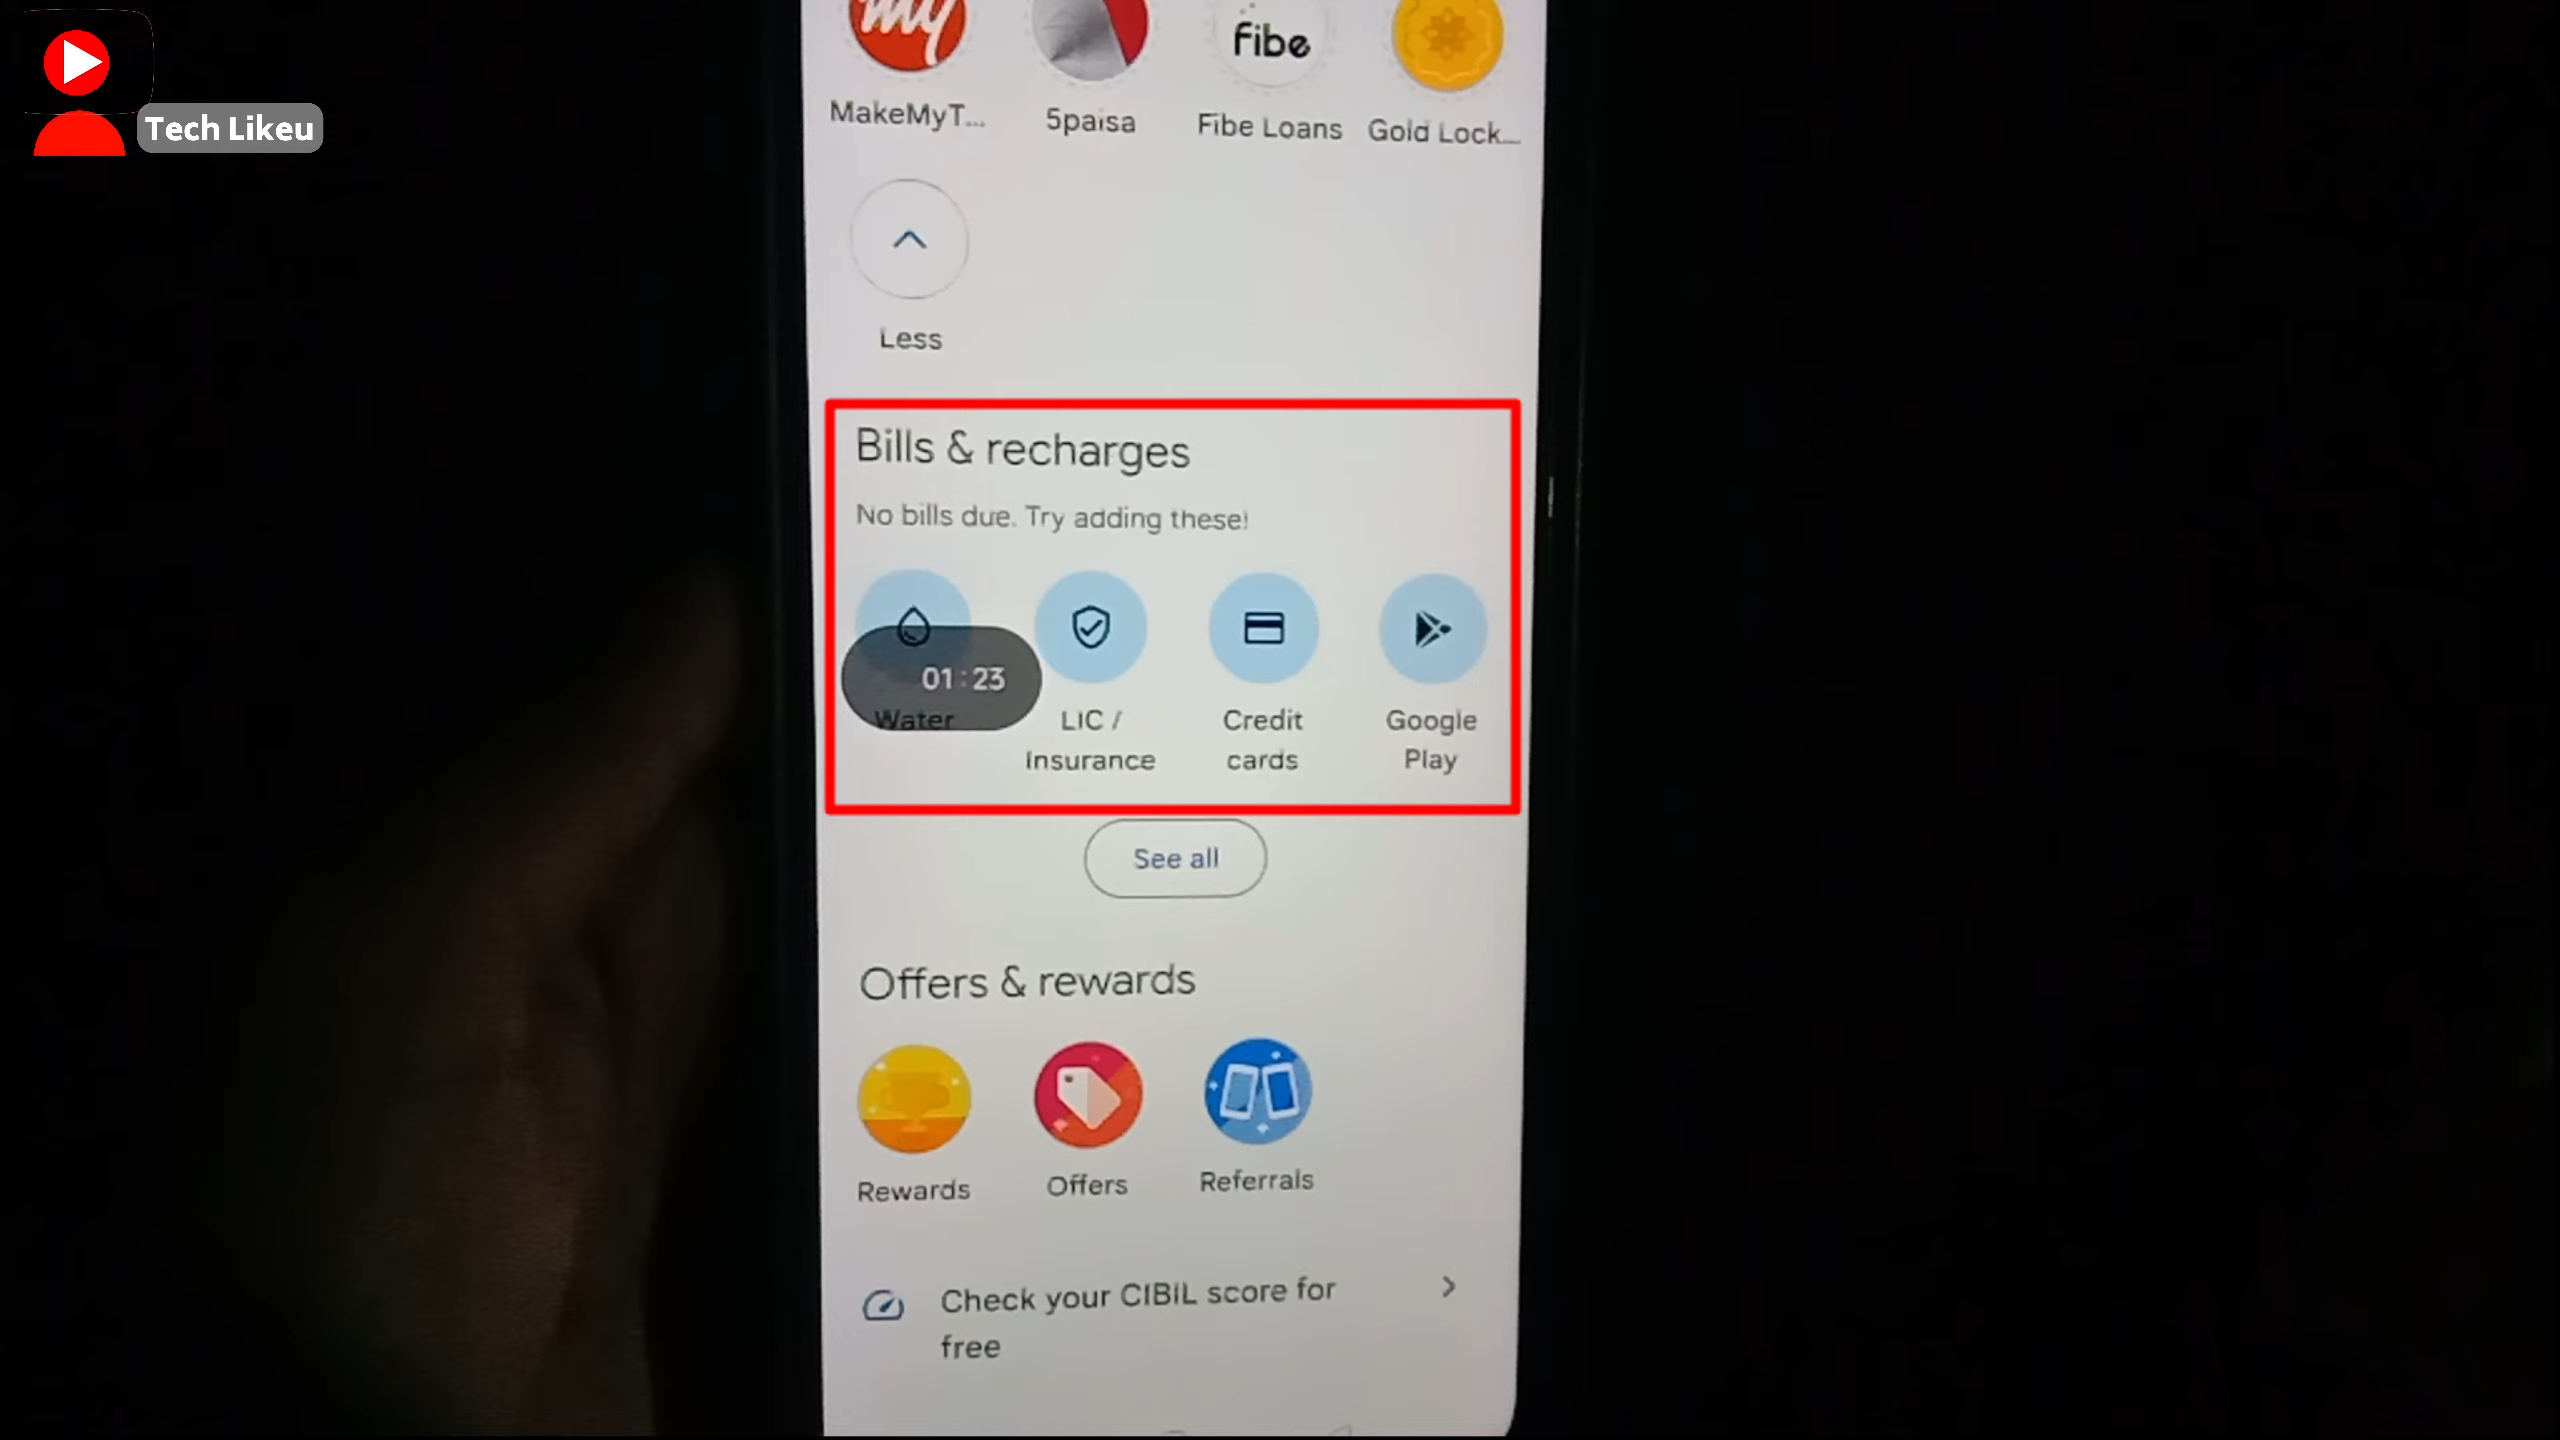 Tech Likeu
my
fibe
MakeMyT...
5paisa
Fibe Loans
Gold Lock...
Less
Bills & recharges
No bills due. Try adding these!
01:23
Water
LIC /
Insurance
Credit
cards
Google
Play
See all
Offers & rewards
Rewards
Offers
Referrals
Check your CIBIL score for
free